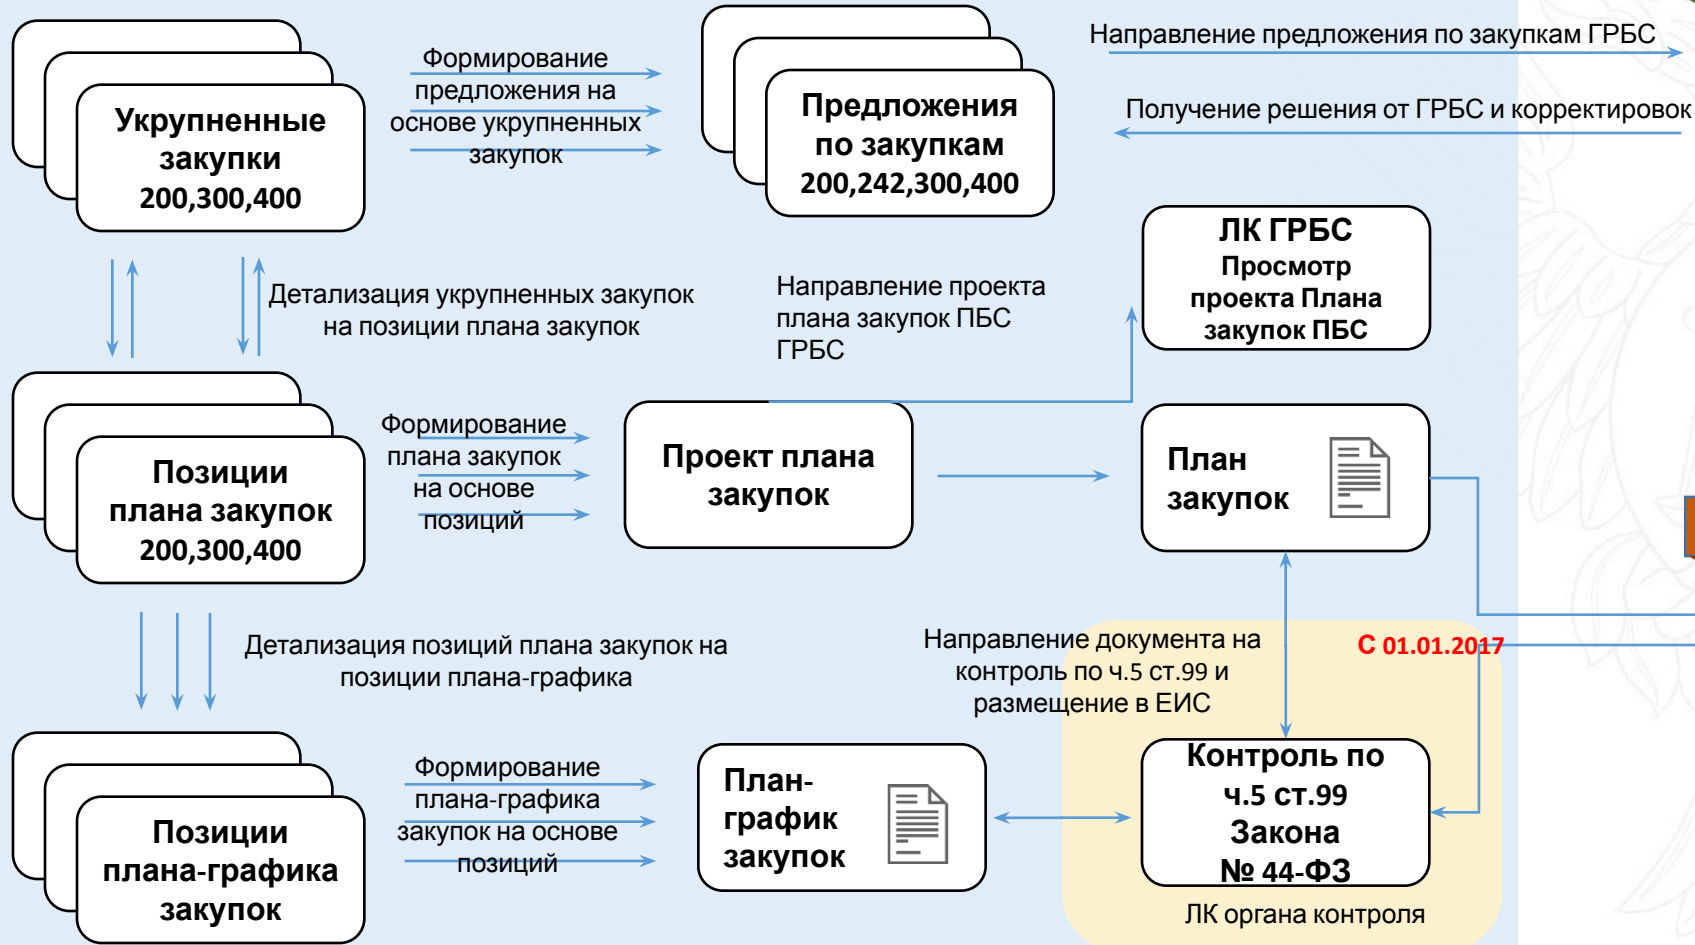 Укрупненные
закупки
200,300,400
Формирование
предложения на
основе укрупненных
закупок
Предложения
по закупкам
200,242,300,400
Направление предложения по закупкам ГРБС
Получение решения от ГРБС и корректировок
Детализация укрупненных закупок
на позиции плана закупок
Направление проекта
плана закупок ПБС
ГРБС
ЛК ГРБС
Просмотр
проекта Плана
закупок ПБС
Позиции
плана закупок
200,300,400
Формирование
плана закупок
на основе
позиций
Проект плана
закупок
План
закупок
Детализация позиций плана закупок на
позиции плана-графика
Направление документа на
контроль по ч.5 ст.99 и
размещение в ЕИС
С 01.01.2017
Позиции
плана-графика
закупок
Формирование
плана-графика
закупок на основе
позиций
План-
график
закупок
Контроль по
ч.5 ст.99
Закона
№ 44-ФЗ
ЛК органа контроля